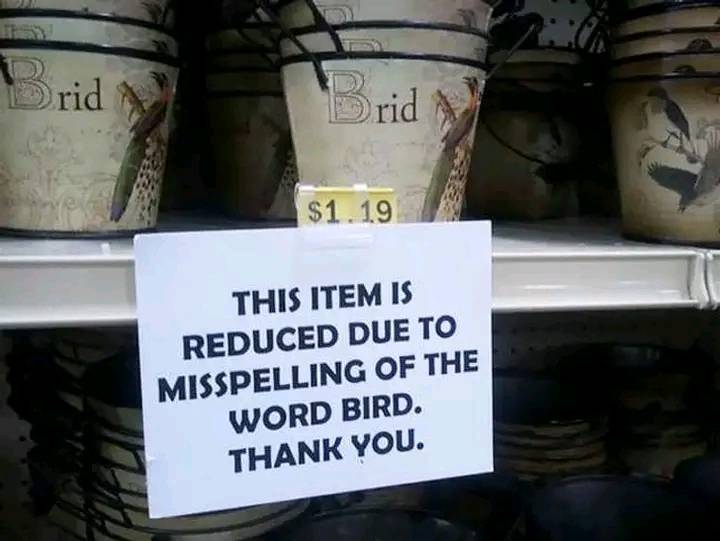 Brid
Brid
$1.19
THIS ITEM IS
REDUCED DUE TO
MISSPELLING OF THE
WORD BIRD.
THANK YOU.